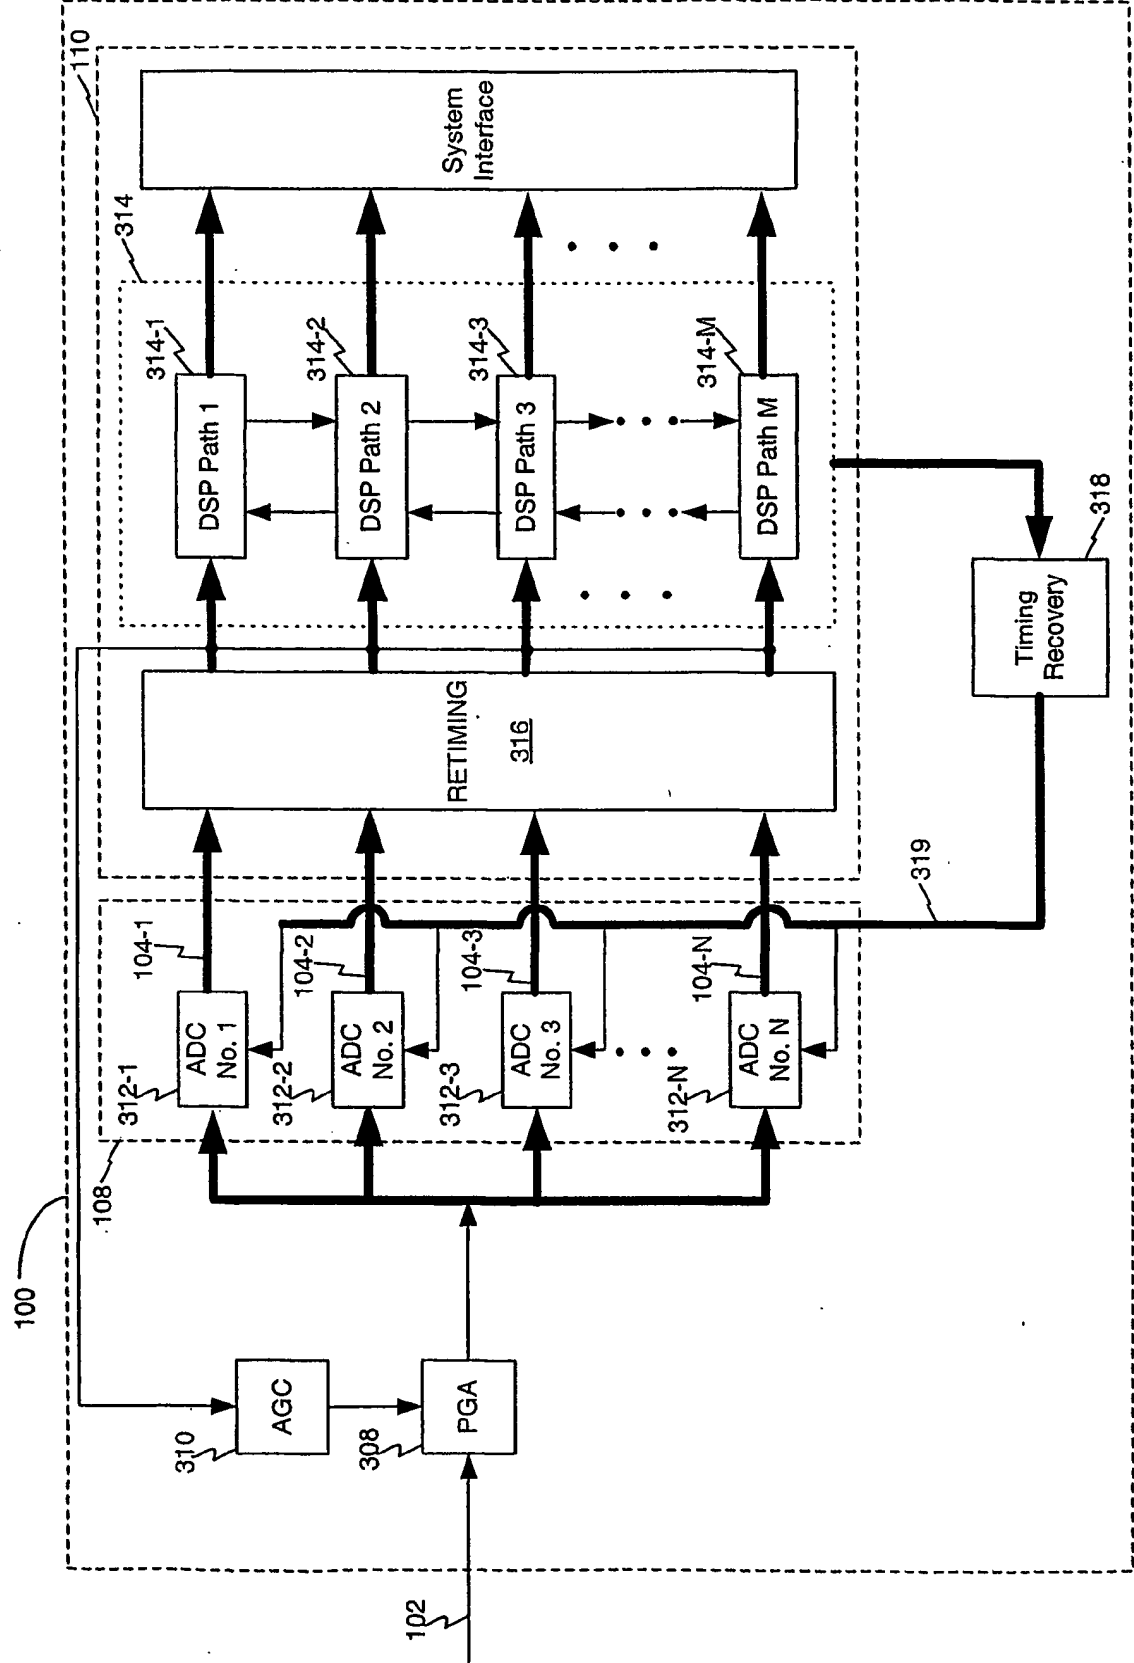 100
110
314
314-1
314-2
314-3
314-M
DSP Path 1
DSP Path 2
DSP Path 3
DSP Path M
System
Interface
RETIMING
316
Timing
Recovery
318
319
104-1
104-2
104-3
104-N
ADC
No. 1
ADC
No. 2
ADC
No. 3
ADC
No. N
312-1
312-2
312-3
312-N
108
AGC
310
PGA
308
102